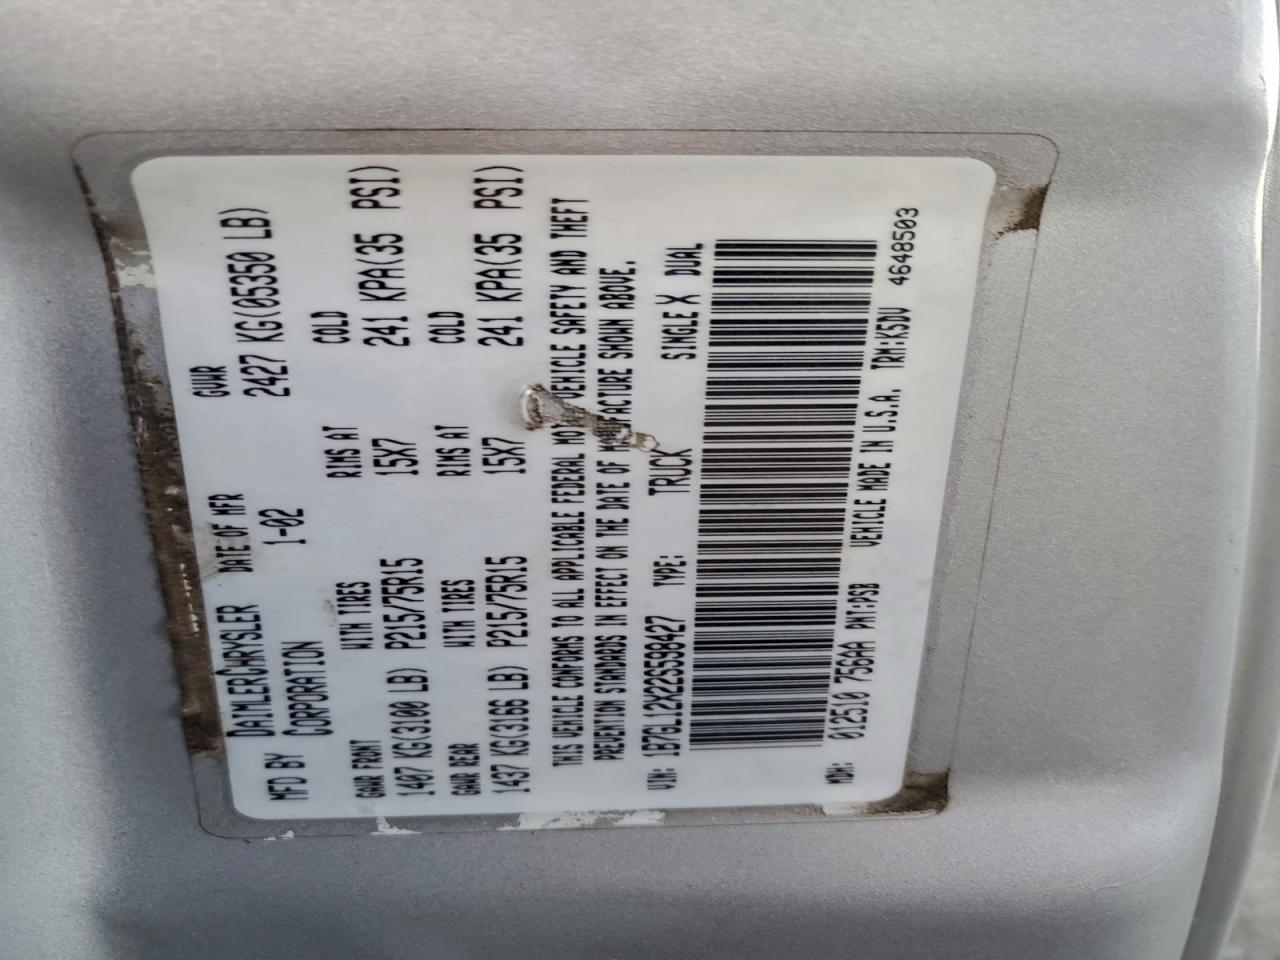 MFD BY DAIMLERCHRYSLER CORPORATION DATE OF MFR 1-02 GVWR 2427 KG(05350 LB)
GAWR FRONT WITH TIRES RIMS AT COLD
1407 KG(3100 LB) P215/75R15 15X7 241 KPA(35 PSI)
GAWR REAR WITH TIRES RIMS AT COLD
1437 KG(3166 LB) P215/75R15 15X7 241 KPA(35 PSI)
THIS VEHICLE CONFORMS TO ALL APPLICABLE FEDERAL VEHICLE SAFETY AND THEFT
PREVENTION STANDARDS IN EFFECT ON THE DATE OF MANUFACTURE SHOWN ABOVE.
VIN: 1B7GL12X22S598427 TYPE: TRUCK SINGLE X DUAL
MDH: 012510 756AA PNT:PSB VEHICLE MADE IN U.S.A. TRM:K5DV 4648503